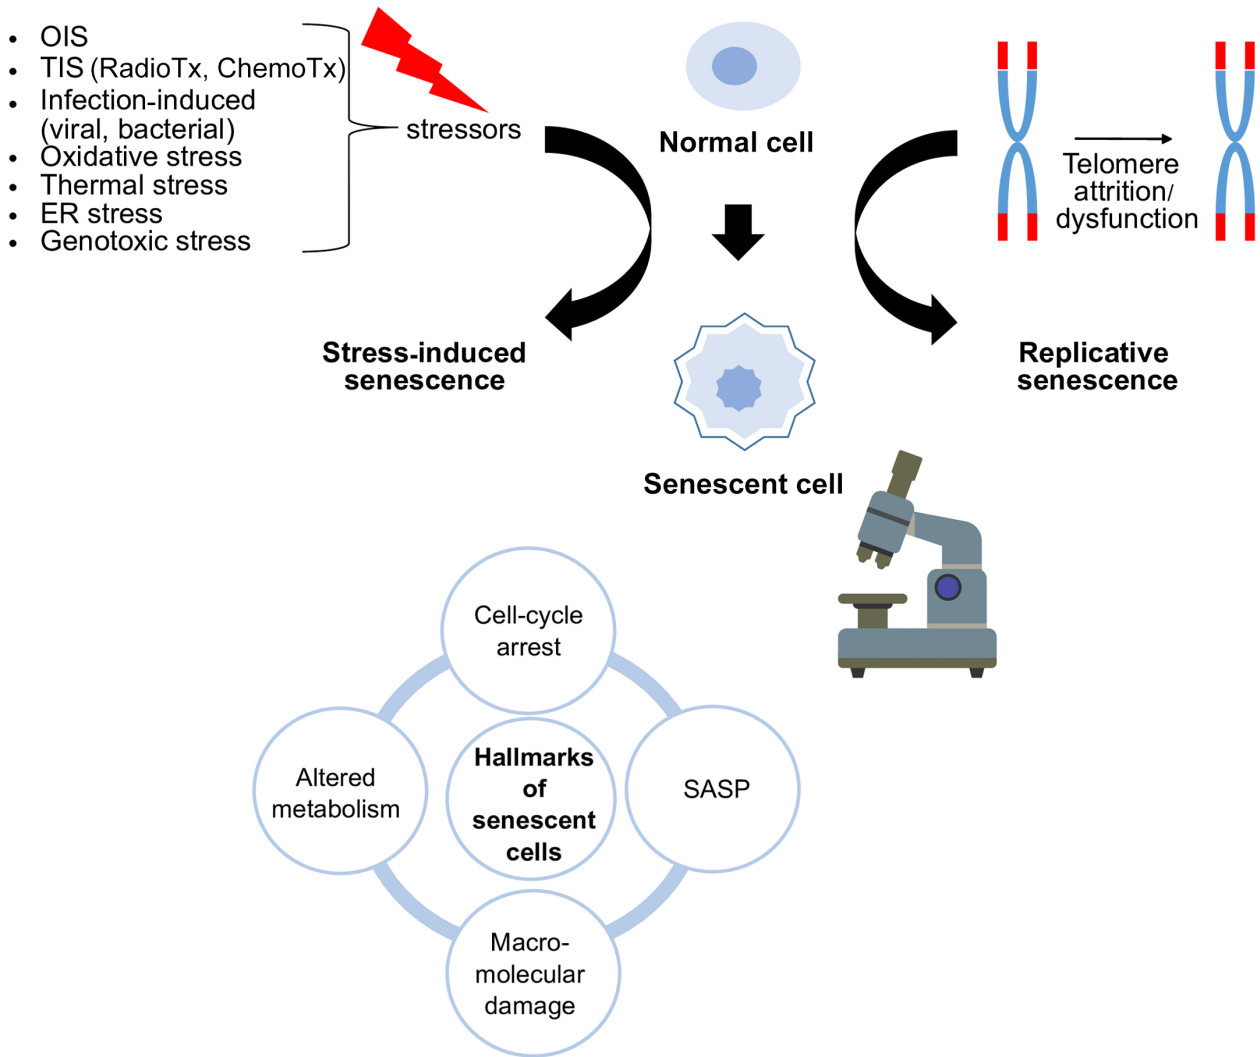 • OIS
• TIS (RadioTx, ChemoTx)
• Infection-induced
(viral, bacterial)
• Oxidative stress
• Thermal stress
• ER stress
• Genotoxic stress
stressors
Normal cell
Telomere
attrition/
dysfunction
Stress-induced
senescence
Replicative
senescence
Senescent cell
Cell-cycle
arrest
Altered
metabolism
Hallmarks
of
senescent
cells
SASP
Macro-
molecular
damage